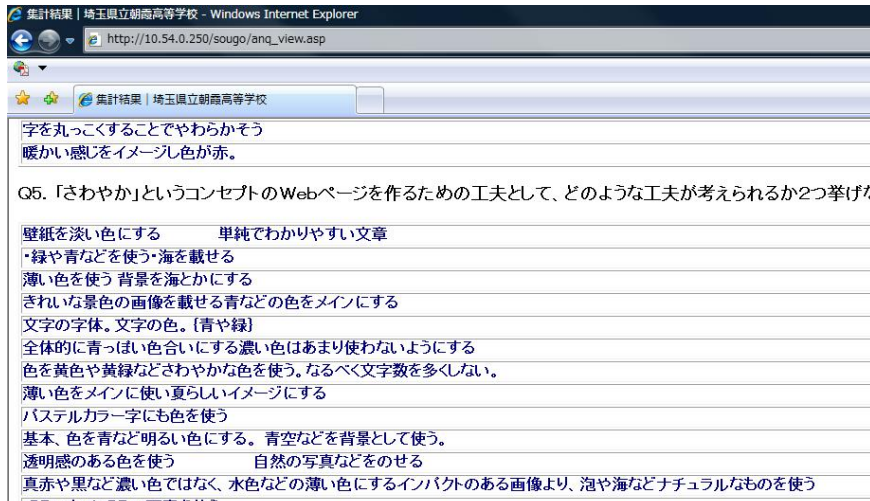 集計結果 | 埼玉県立朝霞高等学校 - Windows Internet Explorer
http://10.54.0.250/sougo/anq_view.asp
集計結果 | 埼玉県立朝霞高等学校
字を丸っこくすることでやわらかそう
暖かい感じをイメージし色が赤。
Q5. 「さわやか」というコンセプトのWebページを作るための工夫として、どのような工夫が考えられるか2つ挙げな
壁紙を淡い色にする 単純でわかりやすい文章
・緑や青などを使う・海を載せる
薄い色を使う 背景を海とかにする
きれいな景色の画像を載せる青などの色をメインにする
文字の字体。文字の色。{青や緑}
全体的に青っぽい色合いにする濃い色はあまり使わないようにする
色を黄色や黄緑などさわやかな色を使う。なるべく文字数を多くしない。
薄い色をメインに使い夏らしいイメージにする
パステルカラー字にも色を使う
基本、色を青など明るい色にする。 青空などを背景として使う。
透明感のある色を使う 自然の写真などをのせる
真赤や黒など濃い色ではなく、水色などの薄い色にするインパクトのある画像より、泡や海などナチュラルなものを使う